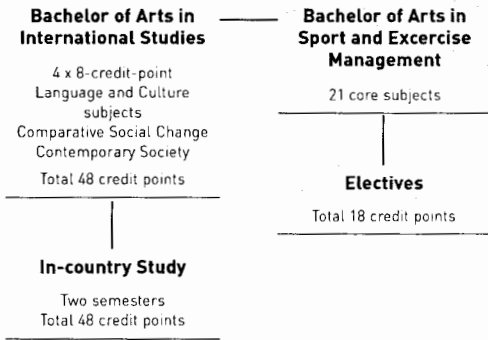 Bachelor of Arts in
International Studies
4 x 8-credit-point
Language and Culture
subjects
Comparative Social Change
Contemporary Society
Total 48 credit points
In-country Study
Two semesters
Total 48 credit points
Bachelor of Arts in
Sport and Excercise
Management
21 core subjects
Electives
Total 18 credit points